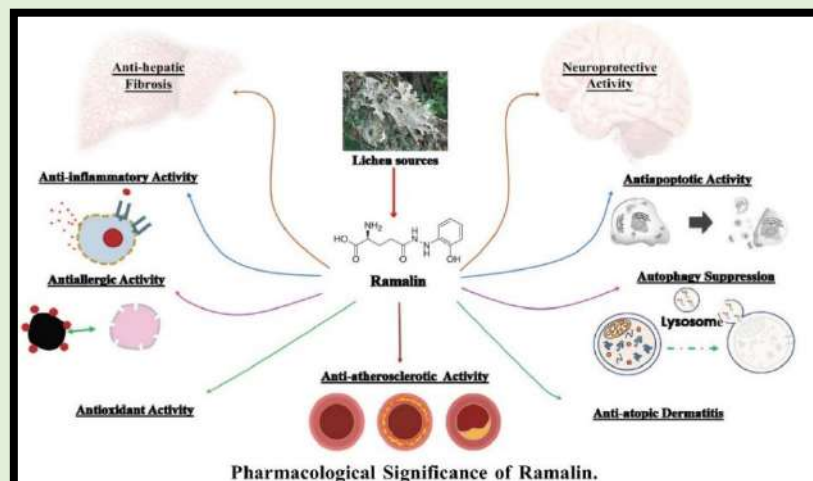 Anti-hepatic
Fibrosis
Neuroprotective
Activity
Lichen sources
Anti-inflammatory Activity
Antiapoptotic Activity
NH₂
HO
O
O
H
N
N
H
OH
Ramalin
Antiallergic Activity
Autophagy Suppression
Lysosome
Anti-atherosclerotic Activity
Antioxidant Activity
Anti-atopic Dermatitis
Pharmacological Significance of Ramalin.